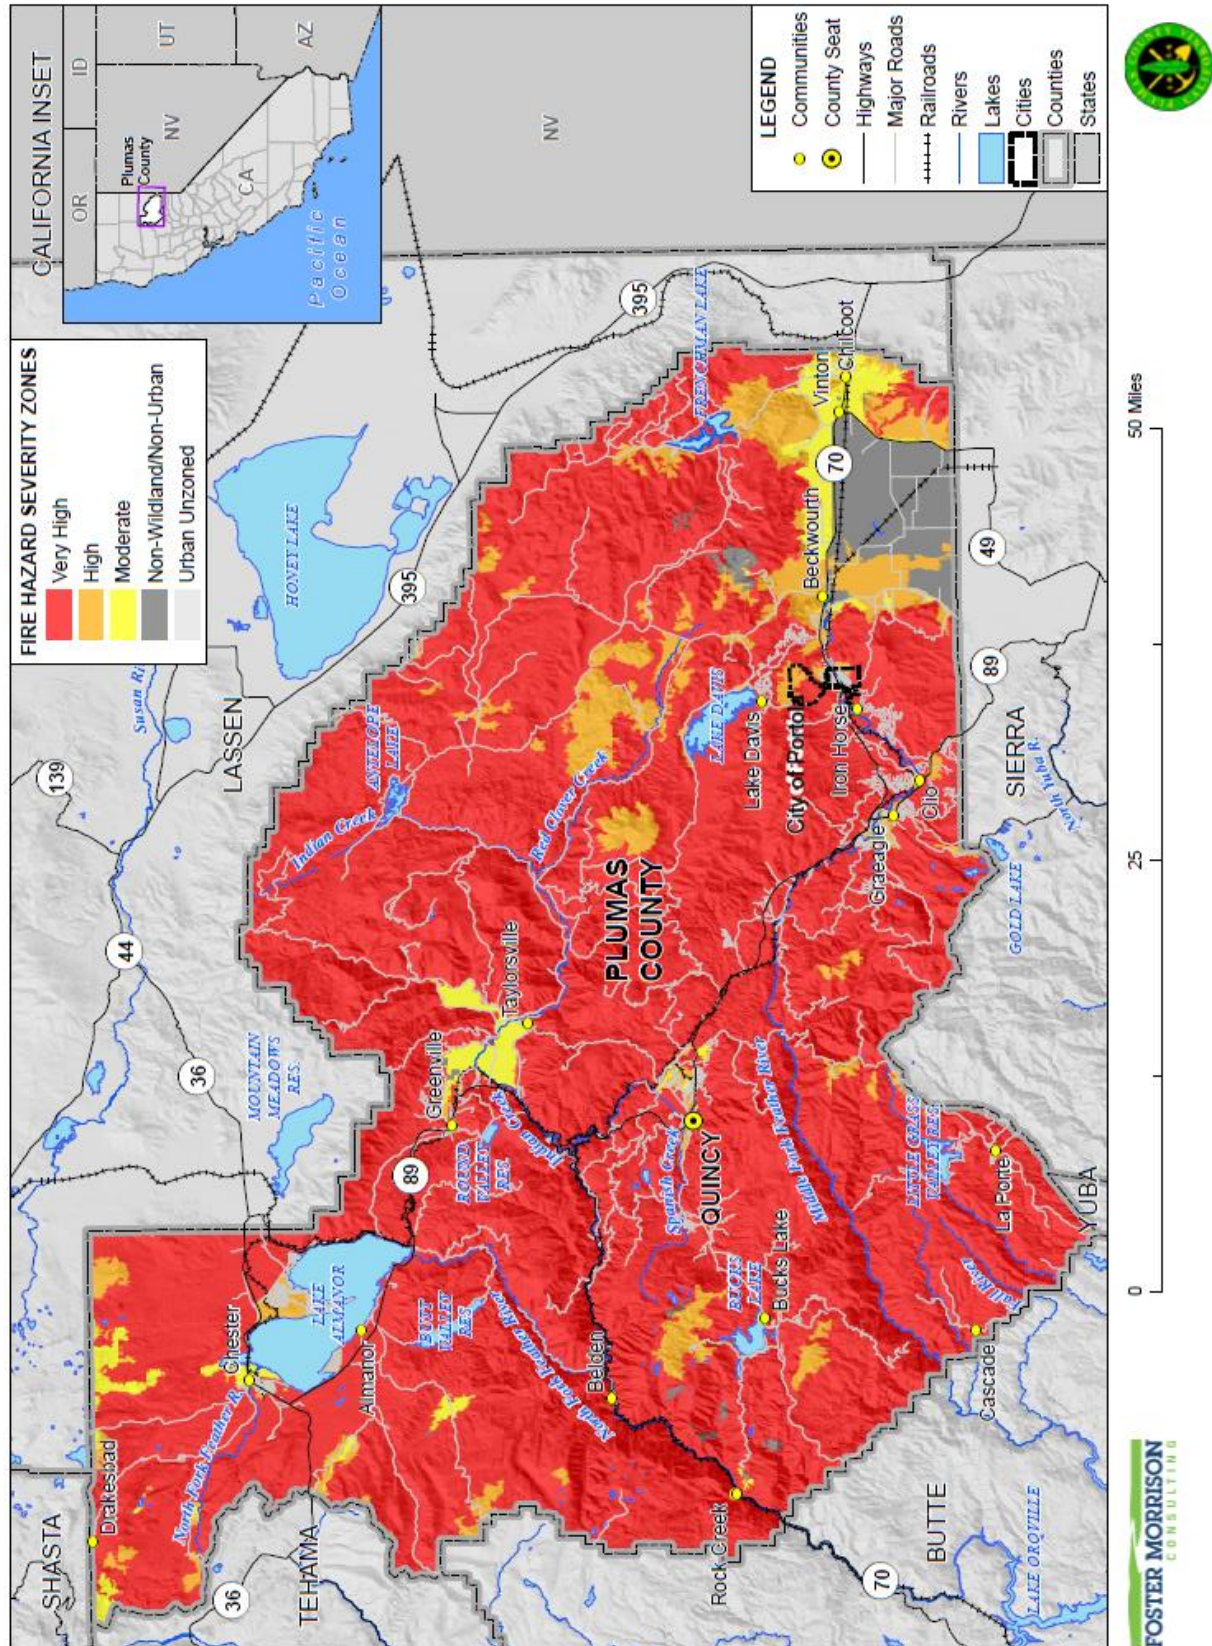 CALIFORNIA INSET
OR
ID
NV
UT
AZ
CA
Plumas
County
Pacific
Ocean
FIRE HAZARD SEVERITY ZONES
Very High
High
Moderate
Non-Wildland/Non-Urban
Urban Unzoned
LEGEND
Communities
County Seat
Highways
Major Roads
Railroads
Rivers
Lakes
Cities
Counties
States
SHASTA
LASSEN
TEHAMA
BUTTE
YUBA
SIERRA
NV
139
44
36
36
395
395
89
89
70
70
49
Susan Ri
HONEY LAKE
MOUNTAIN
MEADOWS
RES.
Drakesbad
North Fork Feather R.
Chester
LAKE
ALMANOR
Almanor
BUTT
VALLEY
RES.
North Fork Feather River
Greenville
ROUND
VALLEY
RES.
Indian Creek
Taylorsville
Indian Creek
ANTELOPE
LAKE
Red Clover Creek
PLUMAS
COUNTY
FRENCHMAN LAKE
LAKE DAVIS
Lake Davis
City of Portola
Iron Horse
Beckwourth
Vinton
Chilcoot
Clio
Graeagle
GOLD LAKE
North Yuba R.
Belden
Rock Creek
Spanish Creek
QUINCY
BUCKS
LAKE
Bucks Lake
Middle Fork Feather River
LITTLE GRASS
VALLEY RES.
La Porte
Fall River
Cascade
LAKE OROVILLE
0
25
50 Miles
FOSTER MORRISON
CONSULTING